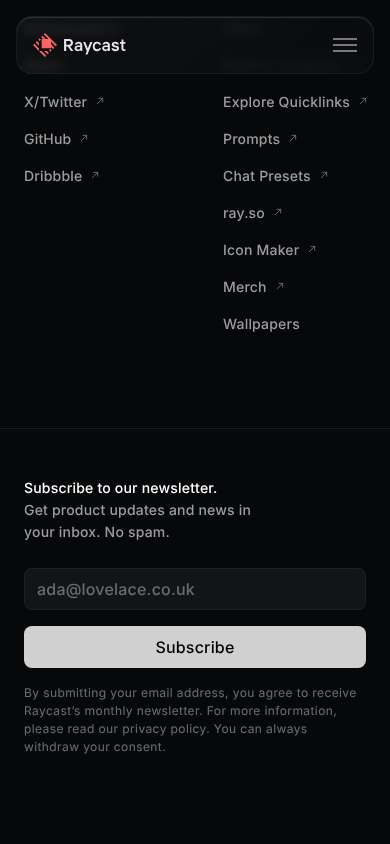 Raycast
X/Twitter ↗
GitHub ↗
Dribbble ↗
Explore Quicklinks ↗
Prompts ↗
Chat Presets ↗
ray.so ↗
Icon Maker ↗
Merch ↗
Wallpapers
Subscribe to our newsletter.
Get product updates and news in
your inbox. No spam.
ada@lovelace.co.uk
Subscribe
By submitting your email address, you agree to receive
Raycast’s monthly newsletter. For more information,
please read our privacy policy. You can always
withdraw your consent.